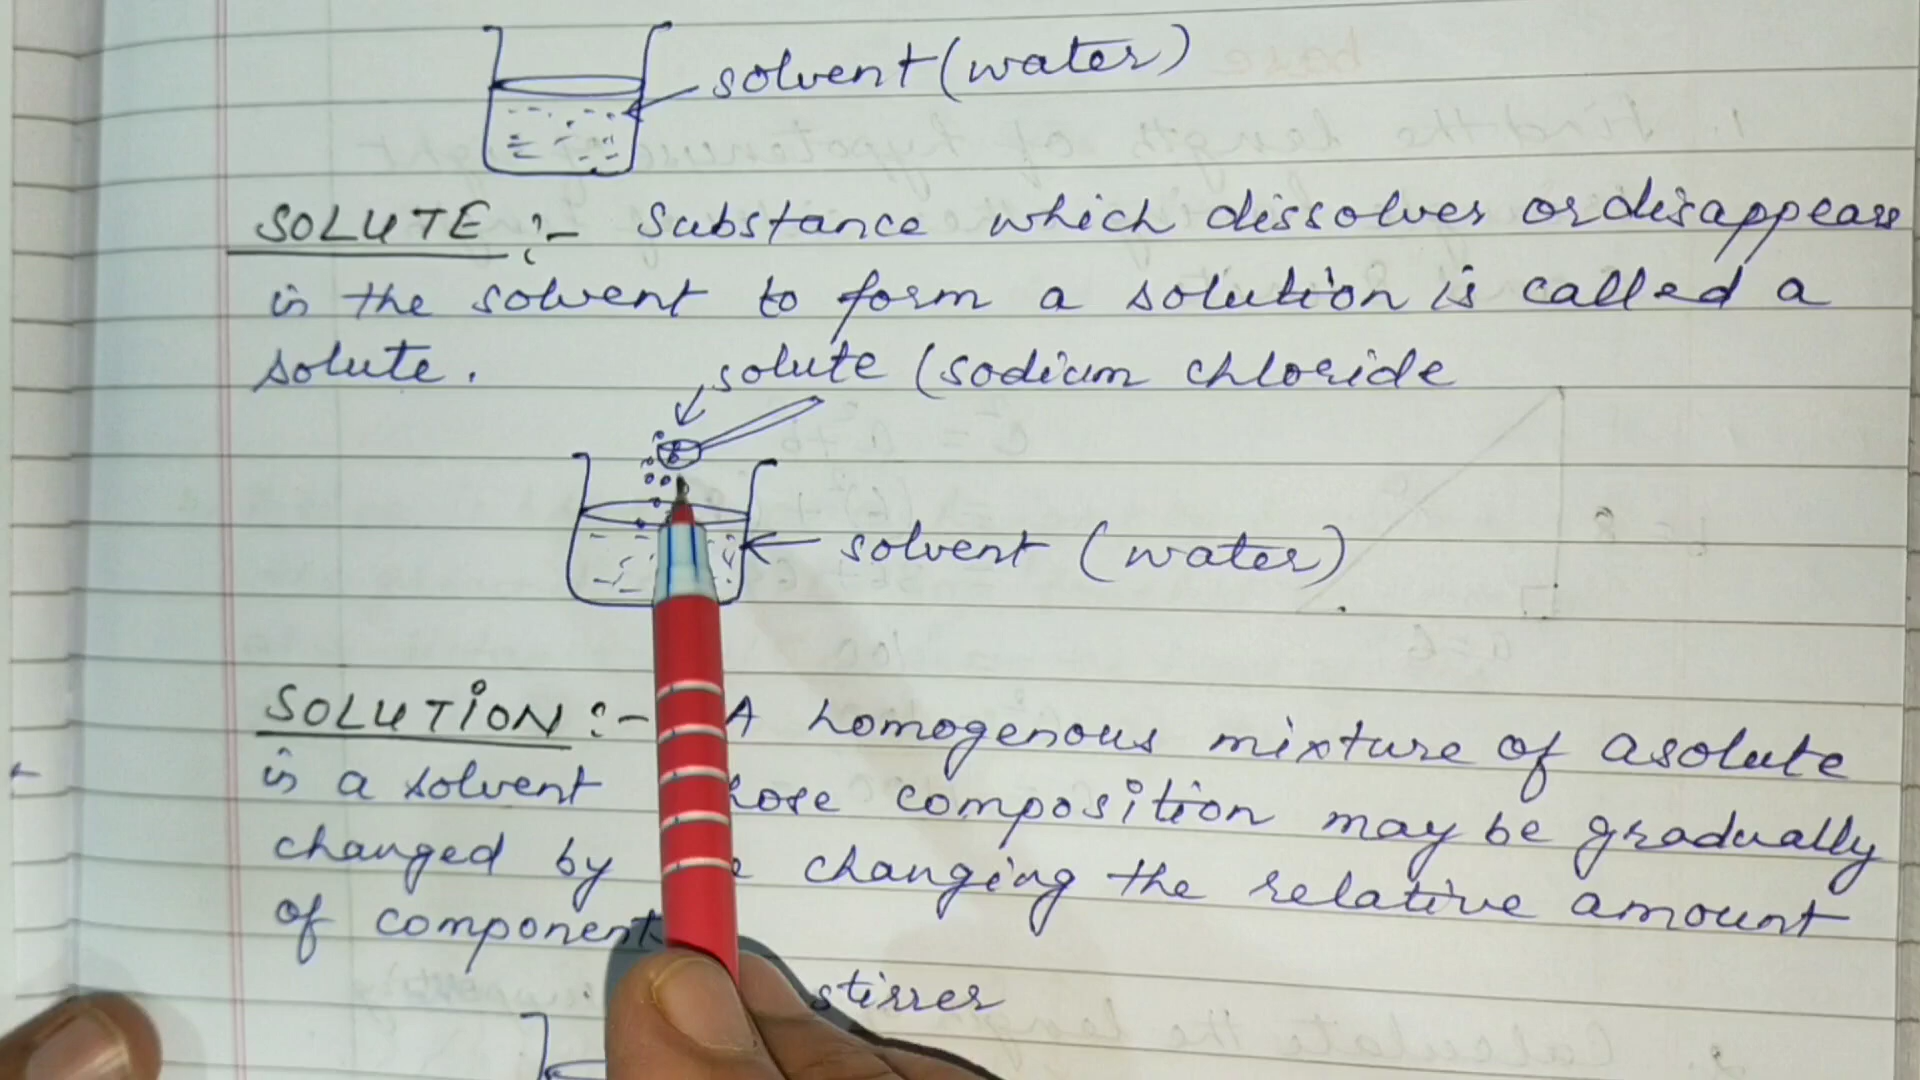 solvent (water)
SOLUTE :- Substance which dissolves or disappears
in the solvent to form a solution is called a
solute.
solute (sodium chloride
solvent (water)
SOLUTION :- A homogenous mixture of a solute
in a solvent hose composition may be gradually
changed by changing the relative amount
of component
stirrer